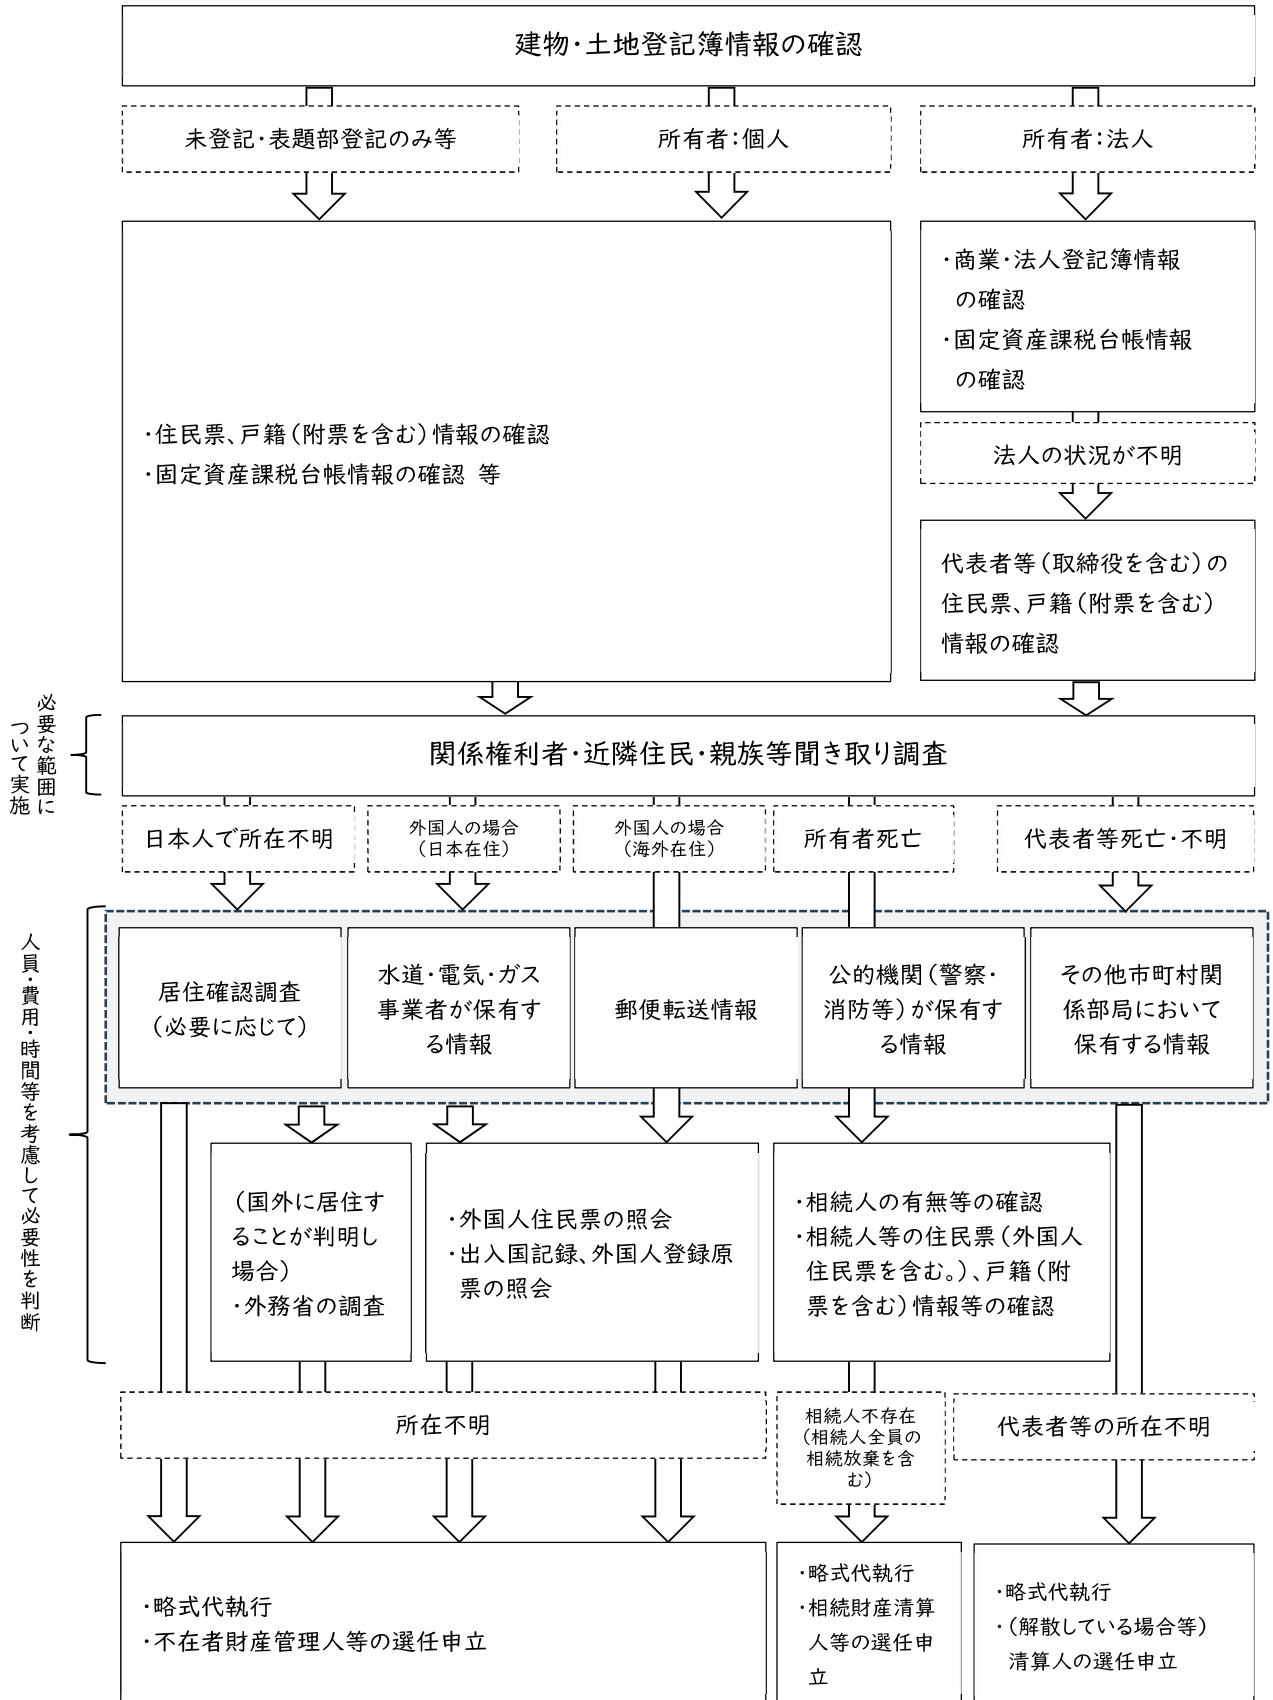 建物・土地登記簿情報の確認
未登記・表題部登記のみ等
所有者：個人
所有者：法人
・住民票、戸籍（附票を含む）情報の確認
・固定資産課税台帳情報の確認 等
・商業・法人登記簿情報
の確認
・固定資産課税台帳情報
の確認
法人の状況が不明
代表者等（取締役を含む）の
住民票、戸籍（附票を含む）
情報の確認
必要な範囲に
ついて実施
関係権利者・近隣住民・親族等聞き取り調査
日本人で所在不明
外国人の場合
（日本在住）
外国人の場合
（海外在住）
所有者死亡
代表者等死亡・不明
人員・費用・時間等を考慮して必要性を判断
居住確認調査
（必要に応じて）
水道・電気・ガス
事業者が保有す
る情報
郵便転送情報
公的機関（警察・
消防等）が保有す
る情報
その他市町村関
係部局において
保有する情報
（国外に居住す
ることが判明し
場合）
・外務省の調査
・外国人住民票の照会
・出入国記録、外国人登録原
票の照会
・相続人の有無等の確認
・相続人等の住民票（外国人
住民票を含む。）、戸籍（附
票を含む）情報等の確認
所在不明
相続人不存在
（相続人全員の
相続放棄を含
む）
代表者等の所在不明
・略式代執行
・不在者財産管理人等の選任申立
・略式代執行
・相続財産清算
人等の選任申
立
・略式代執行
・（解散している場合等）
清算人の選任申立